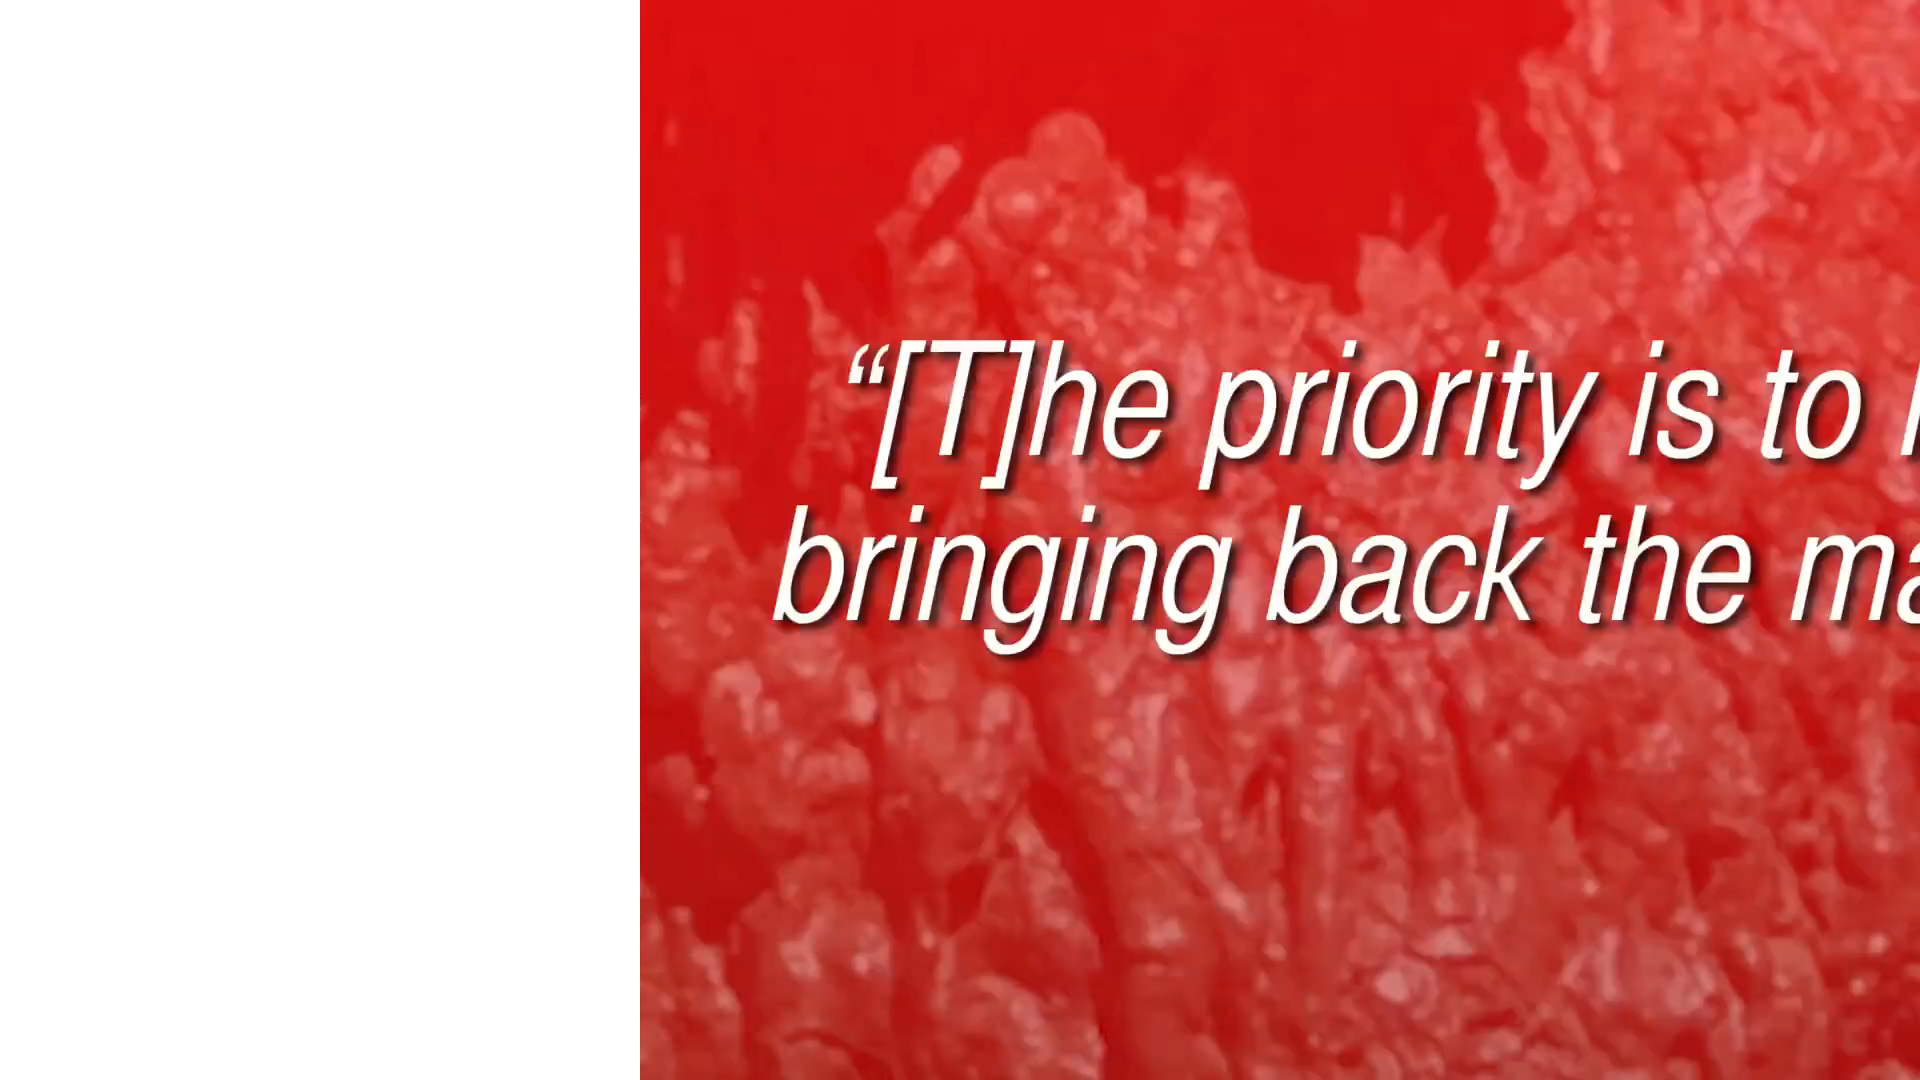 “[T]he priority is to
bringing back the